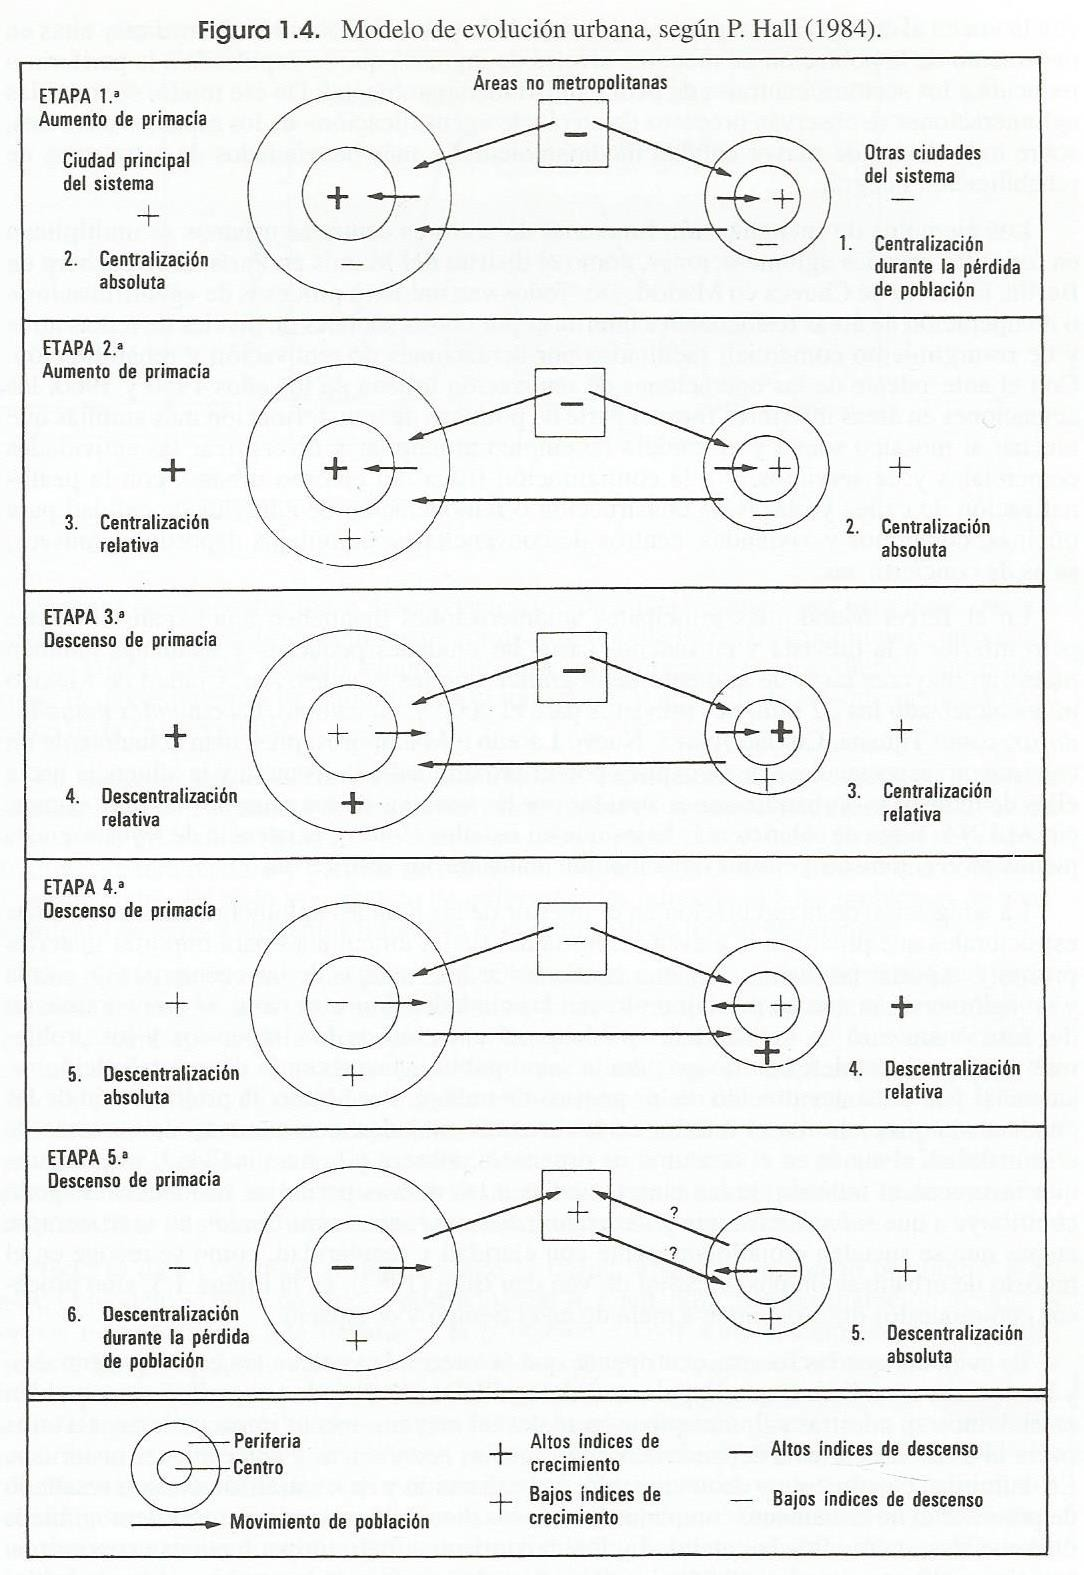 Figura 1.4. Modelo de evolución urbana, según P. Hall (1984).
ETAPA 1.ª
Aumento de primacía
Áreas no metropolitanas
Ciudad principal
del sistema
+
2. Centralización
absoluta
+
—
—
+
—
Otras ciudades
del sistema
—
1. Centralización
durante la pérdida
de población
ETAPA 2.ª
Aumento de primacía
+
3. Centralización
relativa
+
+
—
+
—
+
2. Centralización
absoluta
ETAPA 3.ª
Descenso de primacía
+
4. Descentralización
relativa
+
+
—
+
+
+
3. Centralización
relativa
ETAPA 4.ª
Descenso de primacía
+
5. Descentralización
absoluta
—
+
—
+
+
+
4. Descentralización
relativa
ETAPA 5.ª
Descenso de primacía
—
6. Descentralización
durante la pérdida
de población
—
+
+
?
?
—
+
+
5. Descentralización
absoluta
Periferia
Centro
Movimiento de población
+ Altos índices de
crecimiento
+ Bajos índices de
crecimiento
— Altos índices de descenso
— Bajos índices de descenso